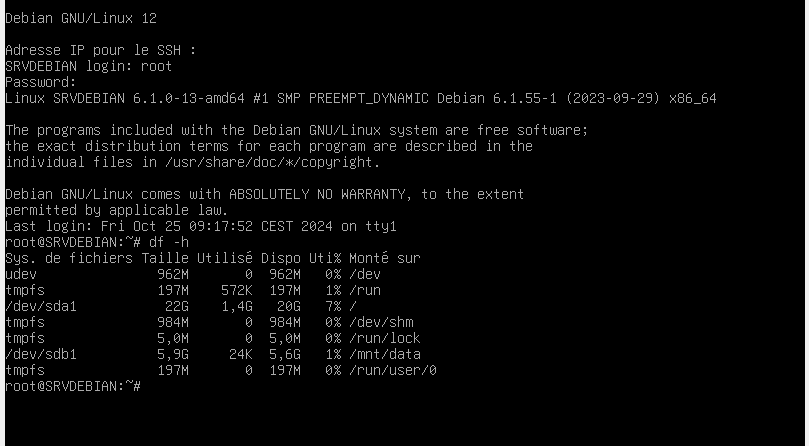 Debian GNU/Linux 12
Adresse IP pour le SSH :
SRVDEBIAN login: root
Password:
Linux SRVDEBIAN 6.1.0-13-amd64 #1 SMP PREEMPT_DYNAMIC Debian 6.1.55-1 (2023-09-29) x86_64
The programs included with the Debian GNU/Linux system are free software;
the exact distribution terms for each program are described in the
individual files in /usr/share/doc/*/copyright.
Debian GNU/Linux comes with ABSOLUTELY NO WARRANTY, to the extent
permitted by applicable law.
Last login: Fri Oct 25 09:17:52 CEST 2024 on tty1
root@SRVDEBIAN:~# df -h
Sys. de fichiers Taille Utilisé Dispo Uti% Monté sur
udev               962M       0  962M   0% /dev
tmpfs              197M    572K  197M   1% /run
/dev/sda1           22G    1,4G   20G   7% /
tmpfs              984M       0  984M   0% /dev/shm
tmpfs              5,0M       0  5,0M   0% /run/lock
/dev/sdb1          5,9G     24K  5,6G   1% /mnt/data
tmpfs              197M       0  197M   0% /run/user/0
root@SRVDEBIAN:~#